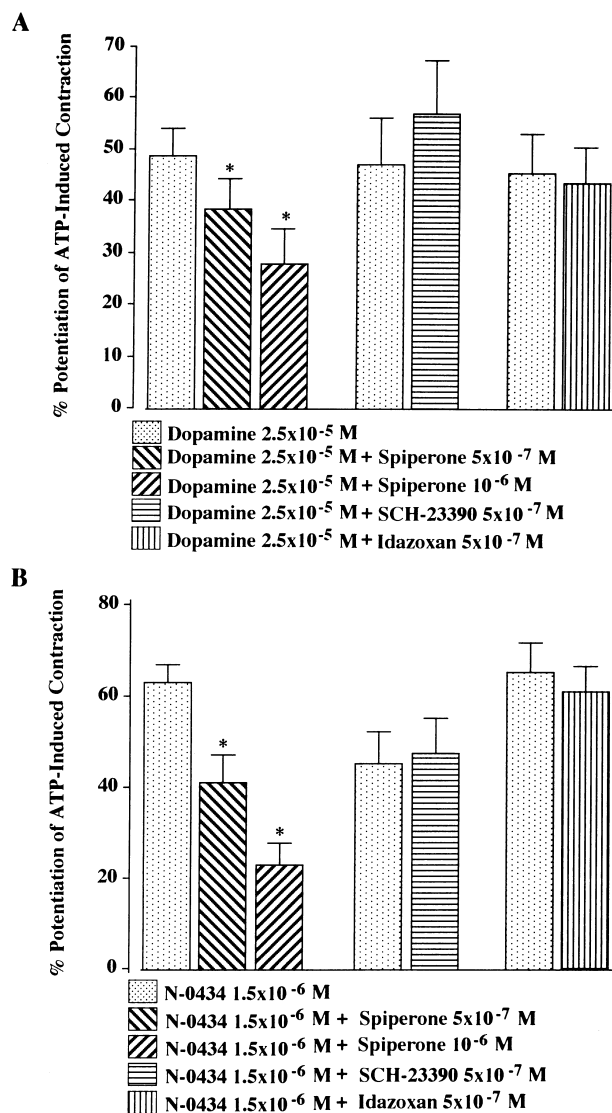 A
% Potentiation of ATP-Induced Contraction
70
60
50
40
30
20
10
0
*
*
Dopamine 2.5x10⁻⁵ M
Dopamine 2.5x10⁻⁵ M + Spiperone 5x10⁻⁷ M
Dopamine 2.5x10⁻⁵ M + Spiperone 10⁻⁶ M
Dopamine 2.5x10⁻⁵ M + SCH-23390 5x10⁻⁷ M
Dopamine 2.5x10⁻⁵ M + Idazoxan 5x10⁻⁷ M
B
% Potentiation of ATP-Induced Contraction
80
60
40
20
0
*
*
N-0434 1.5x10⁻⁶ M
N-0434 1.5x10⁻⁶ M + Spiperone 5x10⁻⁷ M
N-0434 1.5x10⁻⁶ M + Spiperone 10⁻⁶ M
N-0434 1.5x10⁻⁶ M + SCH-23390 5x10⁻⁷ M
N-0434 1.5x10⁻⁶ M + Idazoxan 5x10⁻⁷ M